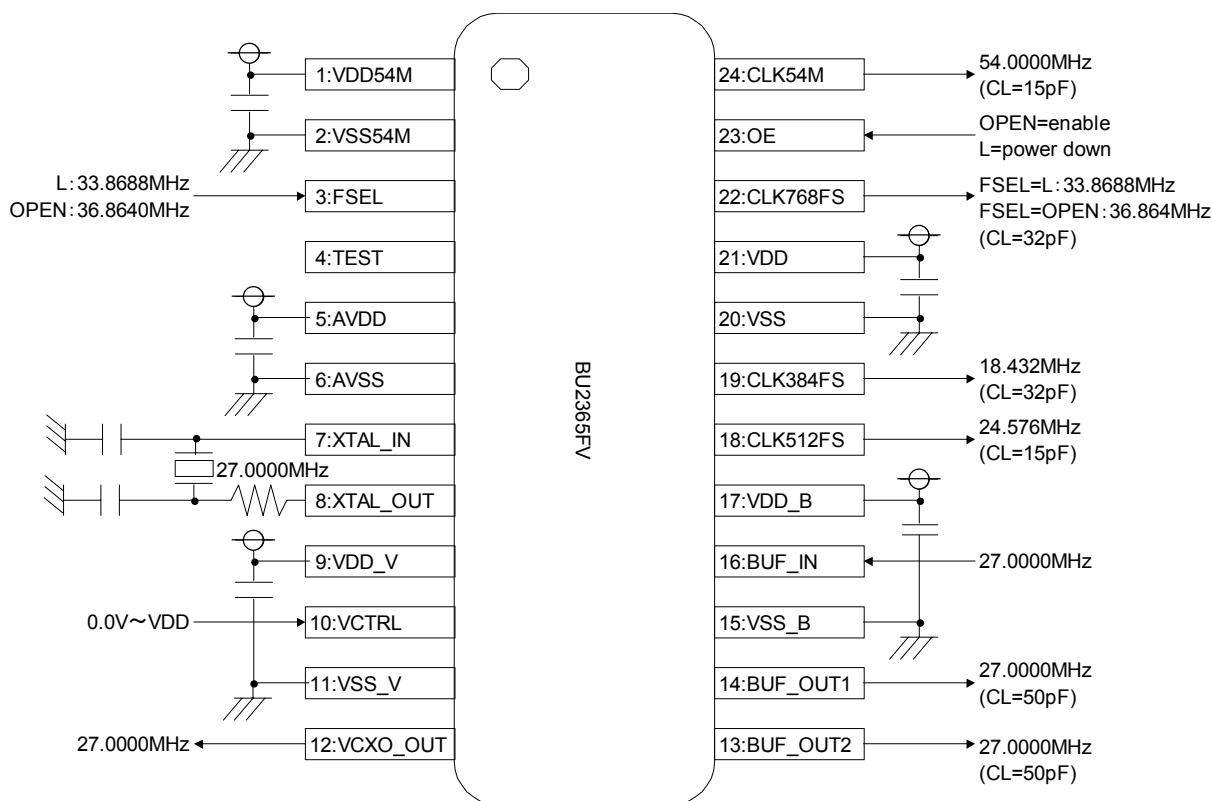 1:VDD54M
2:VSS54M
L:33.8688MHz
OPEN:36.8640MHz
3:FSEL
4:TEST
5:AVDD
6:AVSS
7:XTAL_IN
27.0000MHz
8:XTAL_OUT
9:VDD_V
0.0V~VDD
10:VCTRL
11:VSS_V
27.0000MHz
12:VCXO_OUT
BU2365FV
24:CLK54M
54.0000MHz
(CL=15pF)
23:OE
OPEN=enable
L=power down
22:CLK768FS
FSEL=L:33.8688MHz
FSEL=OPEN:36.864MHz
(CL=32pF)
21:VDD
20:VSS
19:CLK384FS
18.432MHz
(CL=32pF)
18:CLK512FS
24.576MHz
(CL=15pF)
17:VDD_B
16:BUF_IN
27.0000MHz
15:VSS_B
14:BUF_OUT1
27.0000MHz
(CL=50pF)
13:BUF_OUT2
27.0000MHz
(CL=50pF)